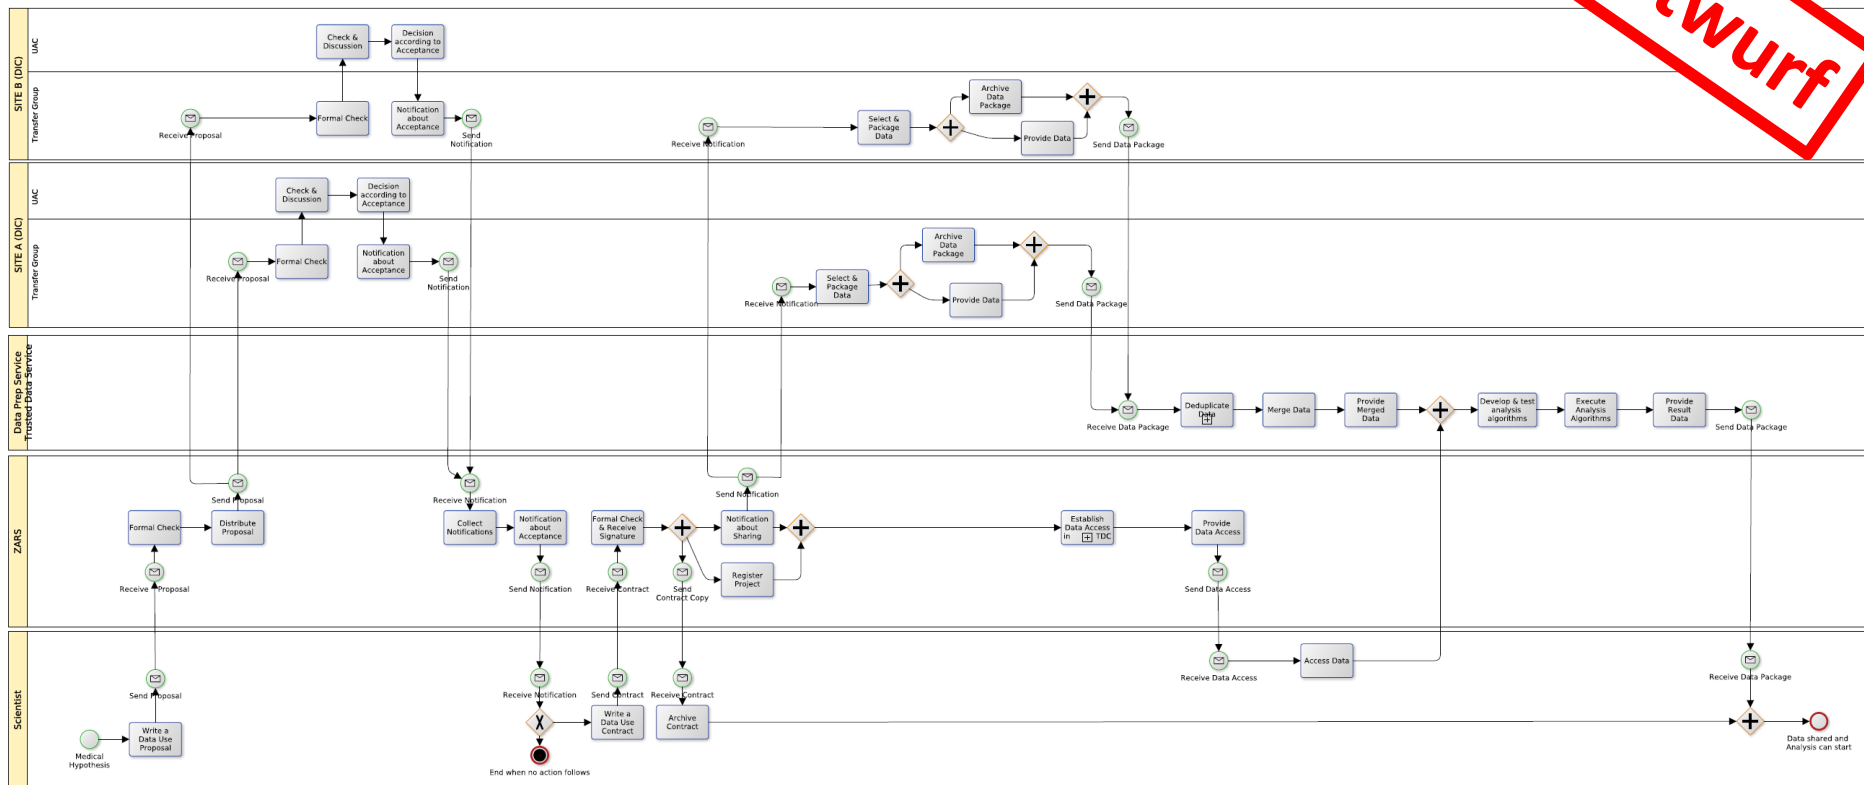 SITE B (DIC)
UAC
Transfer Group
Check &
Discussion
Decision
according to
Acceptance
Receive Proposal
Formal Check
Notification
about
Acceptance
Send
Notification
Receive Notification
Select &
Package
Data
Archive
Data
Package
Provide Data
Send Data Package
twurf
SITE A (DIC)
UAC
Transfer Group
Check &
Discussion
Decision
according to
Acceptance
Receive Proposal
Formal Check
Notification
about
Acceptance
Send
Notification
Receive Notification
Select &
Package
Data
Archive
Data
Package
Provide Data
Send Data Package
Data Prep Service
Trusted Data Service
Receive Data Package
Deduplicate
Data
Merge Data
Provide
Merged
Data
Develop & test
analysis
algorithms
Execute
Analysis
Algorithms
Provide
Result
Data
Send Data Package
ZARS
Send Proposal
Formal Check
Distribute
Proposal
Receive Proposal
Receive Notification
Collect
Notifications
Notification
about
Acceptance
Send Notification
Formal Check
& Receive
Signature
Receive Contract
Send
Contract Copy
Send Notification
Notification
about
Sharing
Register
Project
Establish
Data Access
in TDC
Provide
Data Access
Send Data Access
Scientist
Medical
Hypothesis
Send Proposal
Write a
Data Use
Proposal
Receive Notification
End when no action follows
Send Contract
Write a
Data Use
Contract
Receive Contract
Archive
Contract
Receive Data Access
Access Data
Receive Data Package
Data shared and
Analysis can start